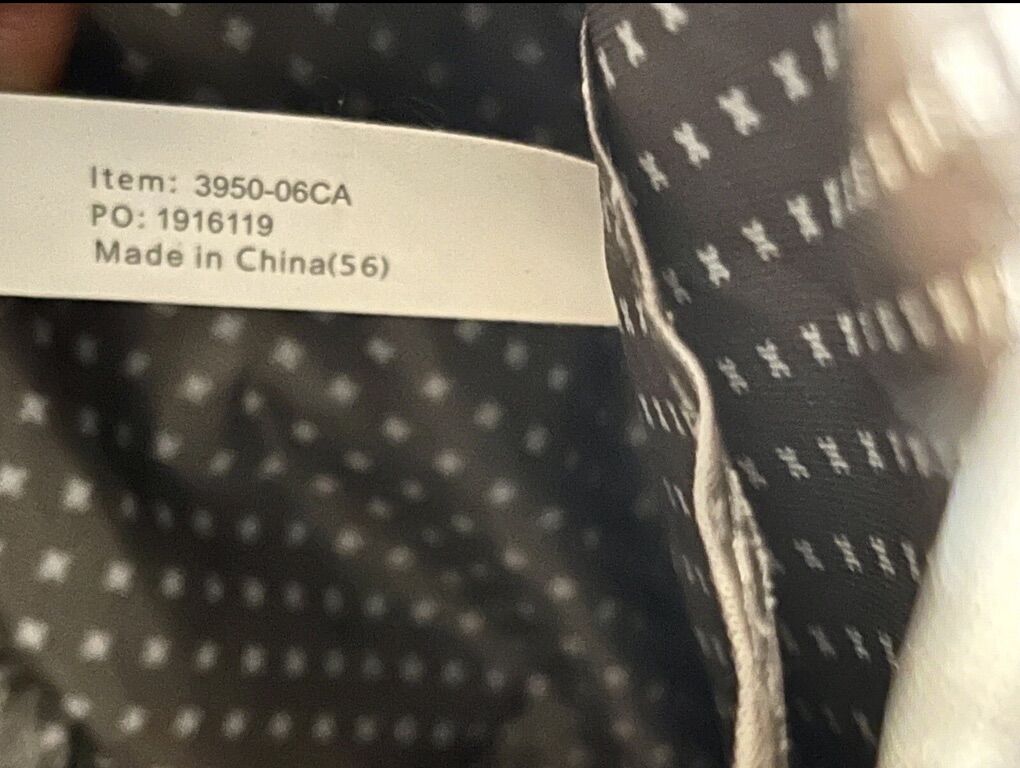 Item: 3950-06CA
PO: 1916119
Made in China(56)